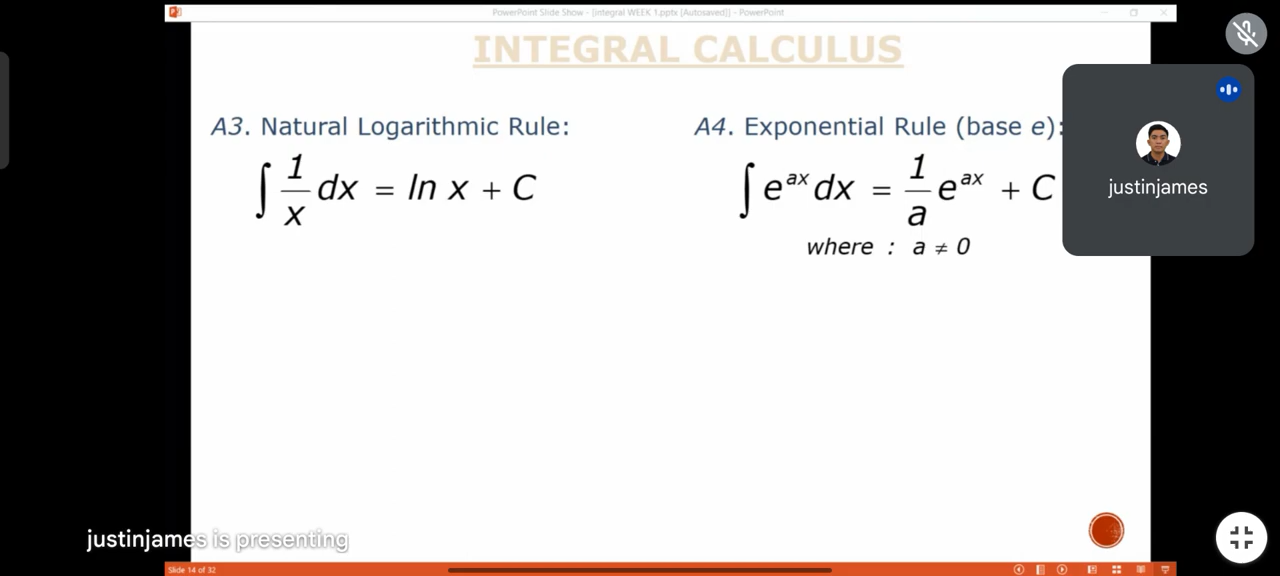 PowerPoint Slide Show - [integral WEEK 1.pptx [Autosaved]] - PowerPoint
INTEGRAL CALCULUS
A3. Natural Logarithmic Rule:
∫ 1/x dx = ln x + C
A4. Exponential Rule (base e):
∫ e^{ax} dx = 1/a e^{ax} + C
where : a ≠ 0
justinjames
justinjames is presenting
Slide 14 of 32